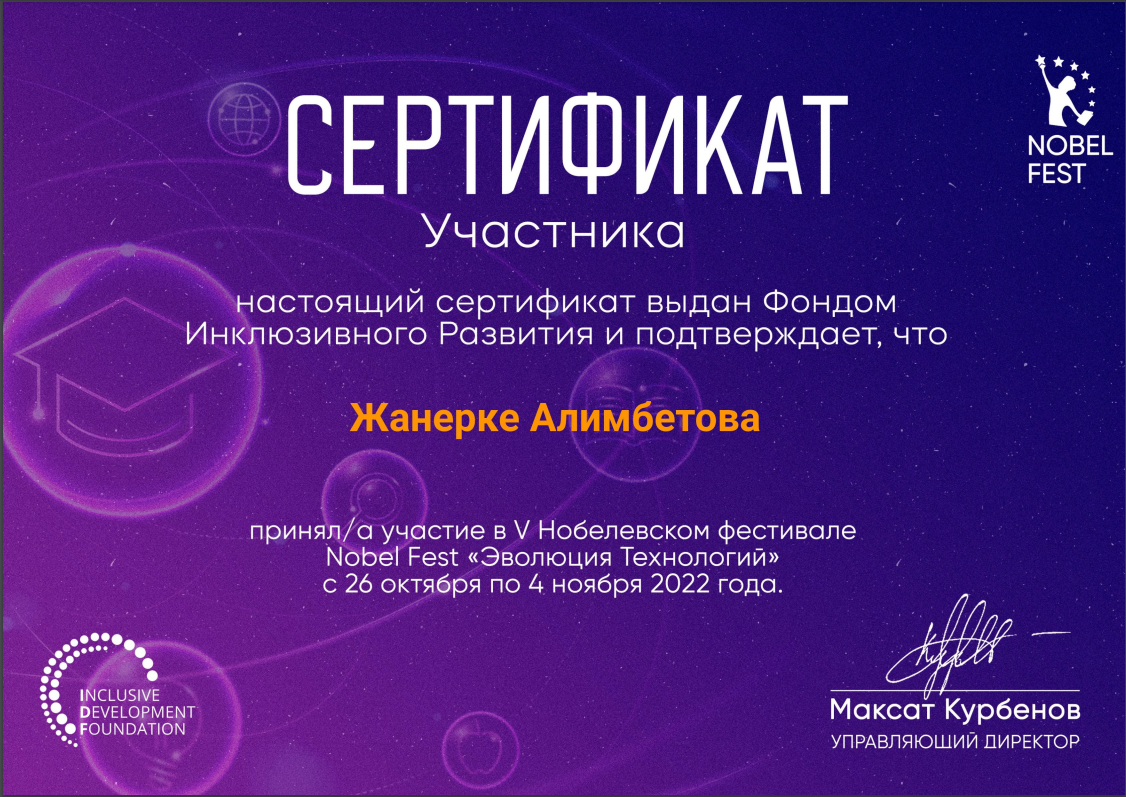 СЕРТИФИКАТ
NOBEL
FEST
Участника
настоящий сертификат выдан Фондом
Инклюзивного Развития и подтверждает, что
Жанерке Алимбетова
принял/а участие в V Нобелевском фестивале
Nobel Fest «Эволюция Технологий»
с 26 октября по 4 ноября 2022 года.
INCLUSIVE
DEVELOPMENT
FOUNDATION
Максат Курбенов
УПРАВЛЯЮЩИЙ ДИРЕКТОР